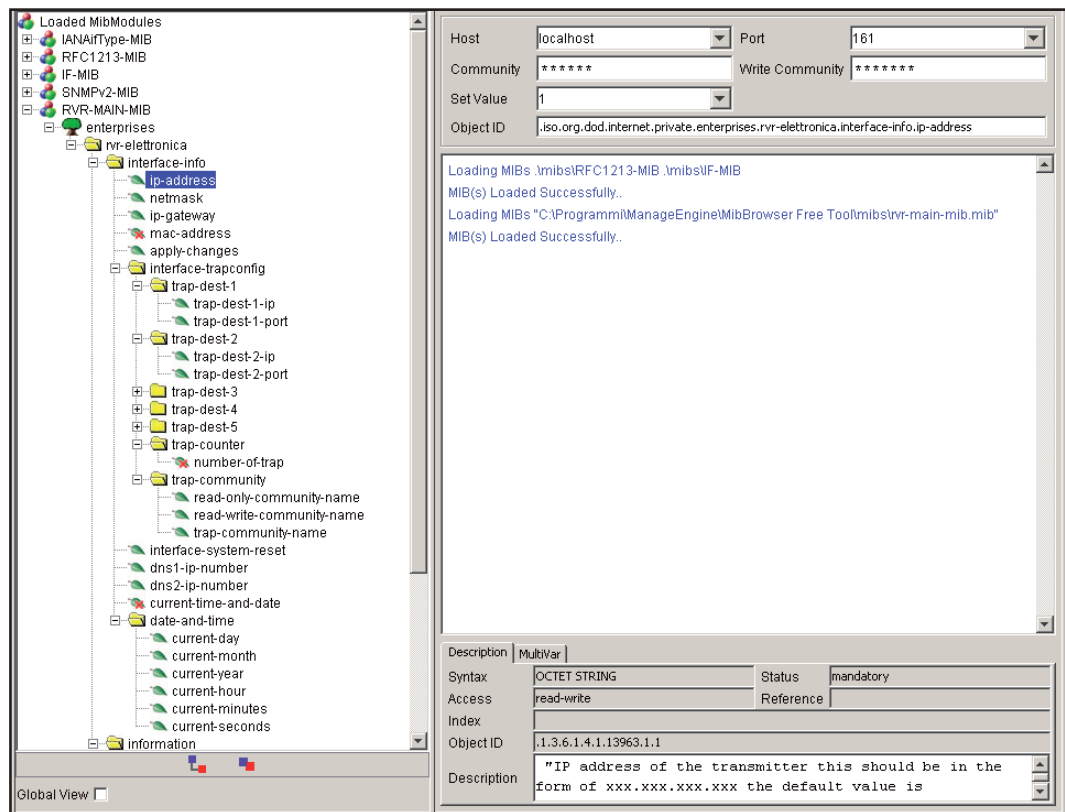 Loaded MibModules
IANAifType-MIB
RFC1213-MIB
IF-MIB
SNMPv2-MIB
RVR-MAIN-MIB
enterprises
rvr-elettronica
interface-info
ip-address
netmask
ip-gateway
mac-address
apply-changes
interface-trapconfig
trap-dest-1
trap-dest-1-ip
trap-dest-1-port
trap-dest-2
trap-dest-2-ip
trap-dest-2-port
trap-dest-3
trap-dest-4
trap-dest-5
trap-counter
number-of-trap
trap-community
read-only-community-name
read-write-community-name
trap-community-name
interface-system-reset
dns1-ip-number
dns2-ip-number
current-time-and-date
date-and-time
current-day
current-month
current-year
current-hour
current-minutes
current-seconds
information
Global View
Host localhost Port 161
Community ****** Write Community *******
Set Value 1
Object ID .iso.org.dod.internet.private.enterprises.rvr-elettronica.interface-info.ip-address
Loading MIBs .\mibs\RFC1213-MIB .\mibs\IF-MIB
MIB(s) Loaded Successfully..
Loading MIBs "C:\Programmi\ManageEngine\MibBrowser Free Tool\mibs\rvr-main-mib.mib"
MIB(s) Loaded Successfully..
Description MultiVar
Syntax OCTET STRING Status mandatory
Access read-write Reference
Index
Object ID .1.3.6.1.4.1.13963.1.1
Description "IP address of the transmitter this should be in the
form of xxx.xxx.xxx.xxx the default value is